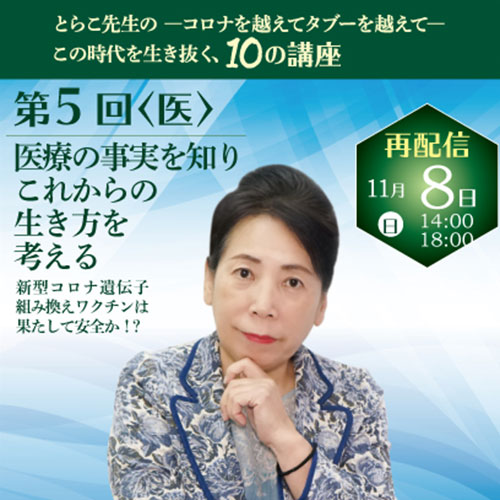 とらこ先生の ―コロナを越えてタブーを越えて―
この時代を生き抜く、10の講座
第5回〈医〉
医療の事実を知り
これからの
生き方を
考える
新型コロナ遺伝子
組み換えワクチンは
果たして安全か!?
再配信
11月8日
日
14:00
18:00